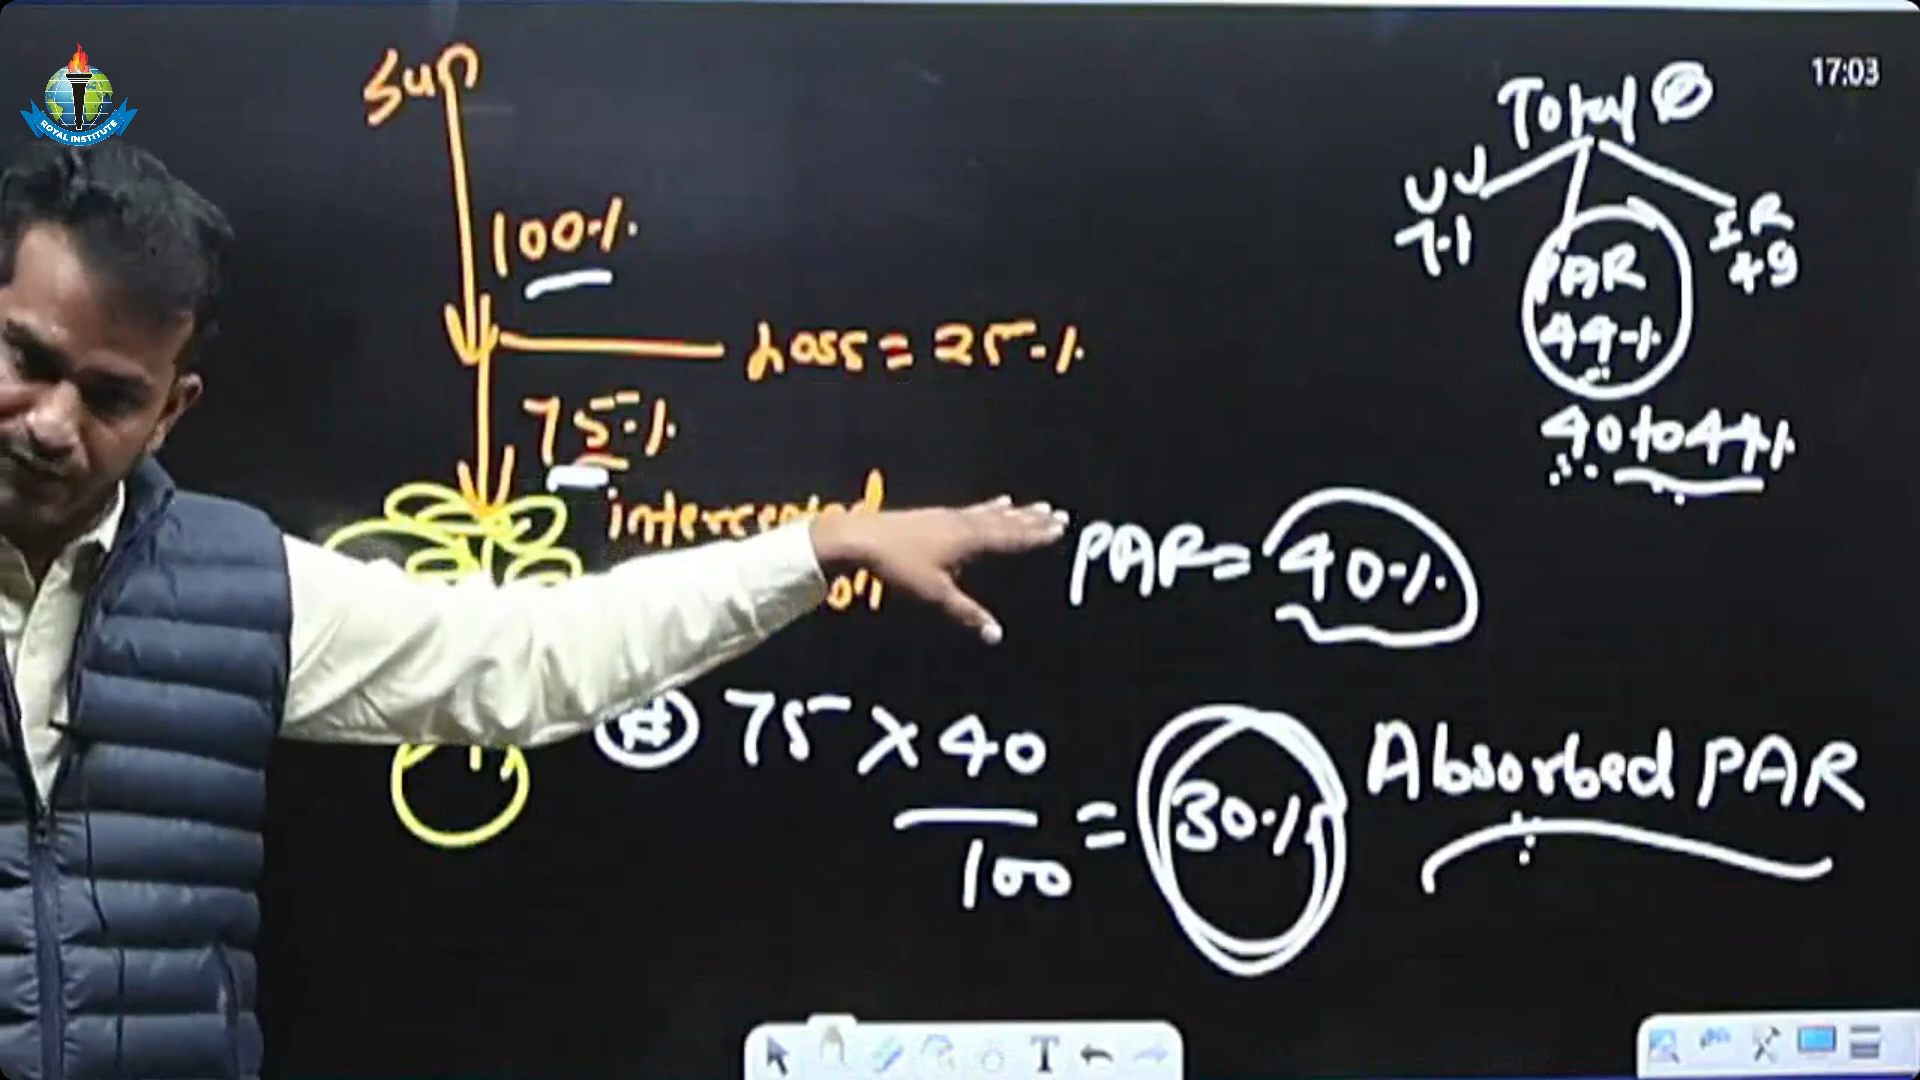 ROYAL INSTITUTE
17:03
Sun
Total
100%
UV
7%
PAR
44%
IR
49
Loss = 25%
75%
40 to 44%
PAR = 40%
75 × 40
100
= 30%
Absorbed PAR
T